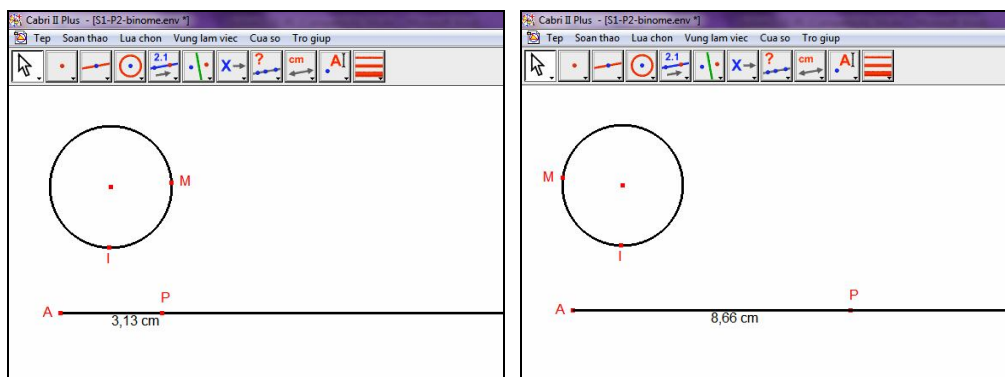 Cabri II Plus - [S1-P2-binome.env *]
Tep Soan thao Lua chon Vung lam viec Cua so Tro giup
2.1 ? cm A
X
M
I
P
A
3,13 cm
Cabri II Plus - [S1-P2-binome.env *]
Tep Soan thao Lua chon Vung lam viec Cua so Tro giup
2.1 ? cm A
X
M
I
P
A
8,66 cm